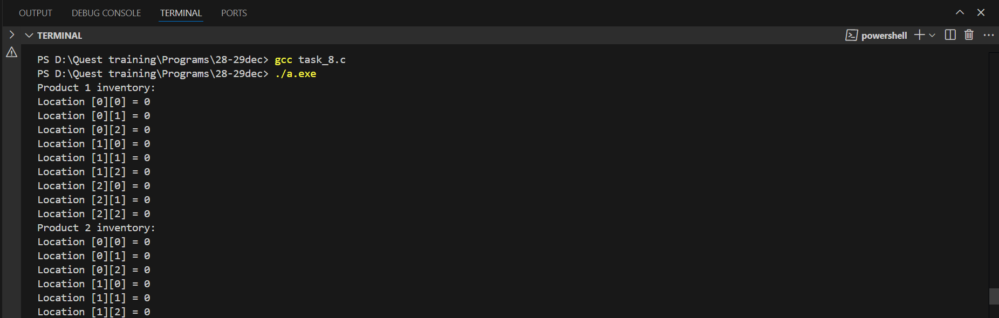 OUTPUT DEBUG CONSOLE TERMINAL PORTS
TERMINAL powershell
PS D:\Quest training\Programs\28-29dec> gcc task_8.c
PS D:\Quest training\Programs\28-29dec> ./a.exe
Product 1 inventory:
Location [0][0] = 0
Location [0][1] = 0
Location [0][2] = 0
Location [1][0] = 0
Location [1][1] = 0
Location [1][2] = 0
Location [2][0] = 0
Location [2][1] = 0
Location [2][2] = 0
Product 2 inventory:
Location [0][0] = 0
Location [0][1] = 0
Location [0][2] = 0
Location [1][0] = 0
Location [1][1] = 0
Location [1][2] = 0